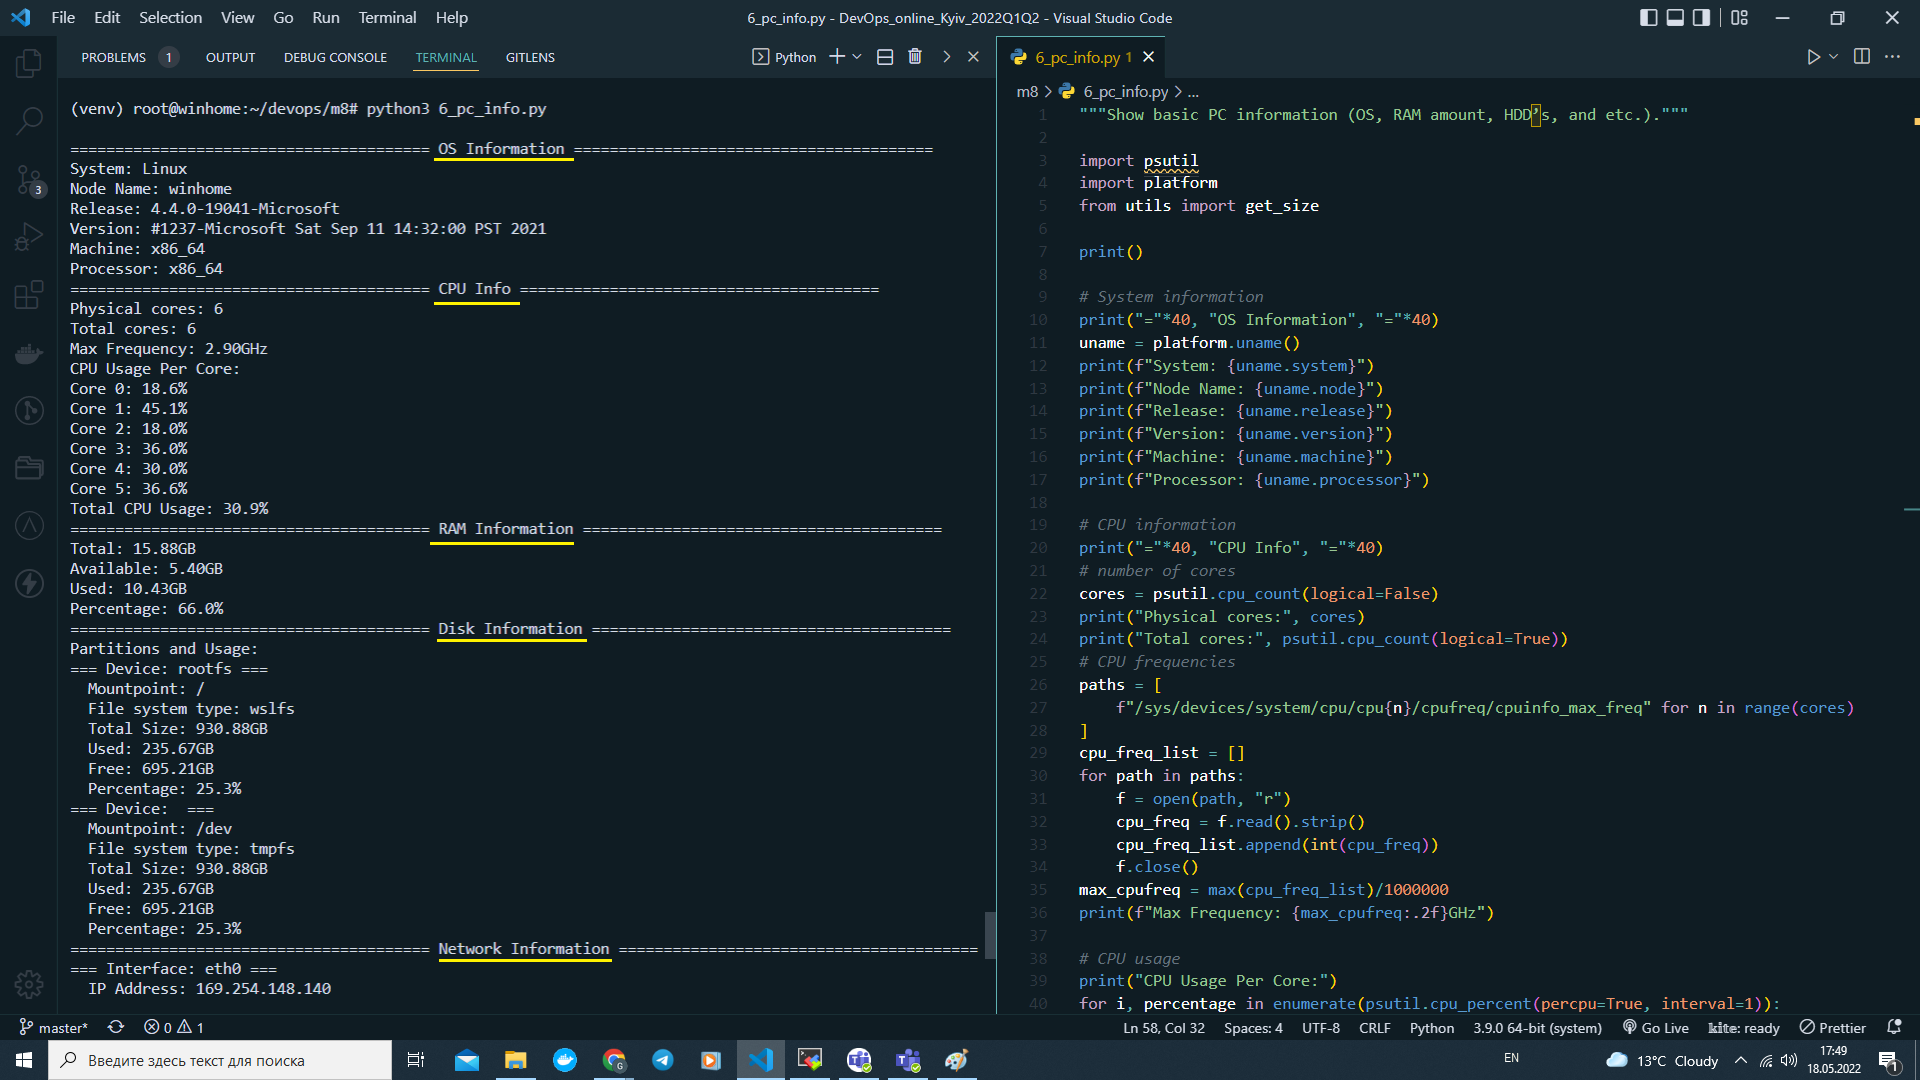 File Edit Selection View Go Run Terminal Help
6_pc_info.py - DevOps_online_Kyiv_2022Q1Q2 - Visual Studio Code
PROBLEMS 1 OUTPUT DEBUG CONSOLE TERMINAL GITLENS
Python
(venv) root@winhome:~/devops/m8# python3 6_pc_info.py
======================================== OS Information ========================================
System: Linux
Node Name: winhome
Release: 4.4.0-19041-Microsoft
Version: #1237-Microsoft Sat Sep 11 14:32:00 PST 2021
Machine: x86_64
Processor: x86_64
======================================== CPU Info ========================================
Physical cores: 6
Total cores: 6
Max Frequency: 2.90GHz
CPU Usage Per Core:
Core 0: 18.6%
Core 1: 45.1%
Core 2: 18.0%
Core 3: 36.0%
Core 4: 30.0%
Core 5: 36.6%
Total CPU Usage: 30.9%
======================================== RAM Information ========================================
Total: 15.88GB
Available: 5.40GB
Used: 10.43GB
Percentage: 66.0%
======================================== Disk Information ========================================
Partitions and Usage:
=== Device: rootfs ===
  Mountpoint: /
  File system type: wslfs
  Total Size: 930.88GB
  Used: 235.67GB
  Free: 695.21GB
  Percentage: 25.3%
=== Device:  ===
  Mountpoint: /dev
  File system type: tmpfs
  Total Size: 930.88GB
  Used: 235.67GB
  Free: 695.21GB
  Percentage: 25.3%
======================================== Network Information ========================================
=== Interface: eth0 ===
  IP Address: 169.254.148.140
3
6_pc_info.py 1
m8 > 6_pc_info.py > ...
1 """Show basic PC information (OS, RAM amount, HDD’s, and etc.)."""
2
3 import psutil
4 import platform
5 from utils import get_size
6
7 print()
8
9 # System information
10 print("="*40, "OS Information", "="*40)
11 uname = platform.uname()
12 print(f"System: {uname.system}")
13 print(f"Node Name: {uname.node}")
14 print(f"Release: {uname.release}")
15 print(f"Version: {uname.version}")
16 print(f"Machine: {uname.machine}")
17 print(f"Processor: {uname.processor}")
18
19 # CPU information
20 print("="*40, "CPU Info", "="*40)
21 # number of cores
22 cores = psutil.cpu_count(logical=False)
23 print("Physical cores:", cores)
24 print("Total cores:", psutil.cpu_count(logical=True))
25 # CPU frequencies
26 paths = [
27     f"/sys/devices/system/cpu/cpu{n}/cpufreq/cpuinfo_max_freq" for n in range(cores)
28 ]
29 cpu_freq_list = []
30 for path in paths:
31     f = open(path, "r")
32     cpu_freq = f.read().strip()
33     cpu_freq_list.append(int(cpu_freq))
34     f.close()
35 max_cpufreq = max(cpu_freq_list)/1000000
36 print(f"Max Frequency: {max_cpufreq:.2f}GHz")
37
38 # CPU usage
39 print("CPU Usage Per Core:")
40 for i, percentage in enumerate(psutil.cpu_percent(percpu=True, interval=1)):
master* 0 1
Ln 58, Col 32 Spaces: 4 UTF-8 CRLF Python 3.9.0 64-bit (system) Go Live kite: ready Prettier
Введите здесь текст для поиска
EN
13°C Cloudy
17:49
18.05.2022
1